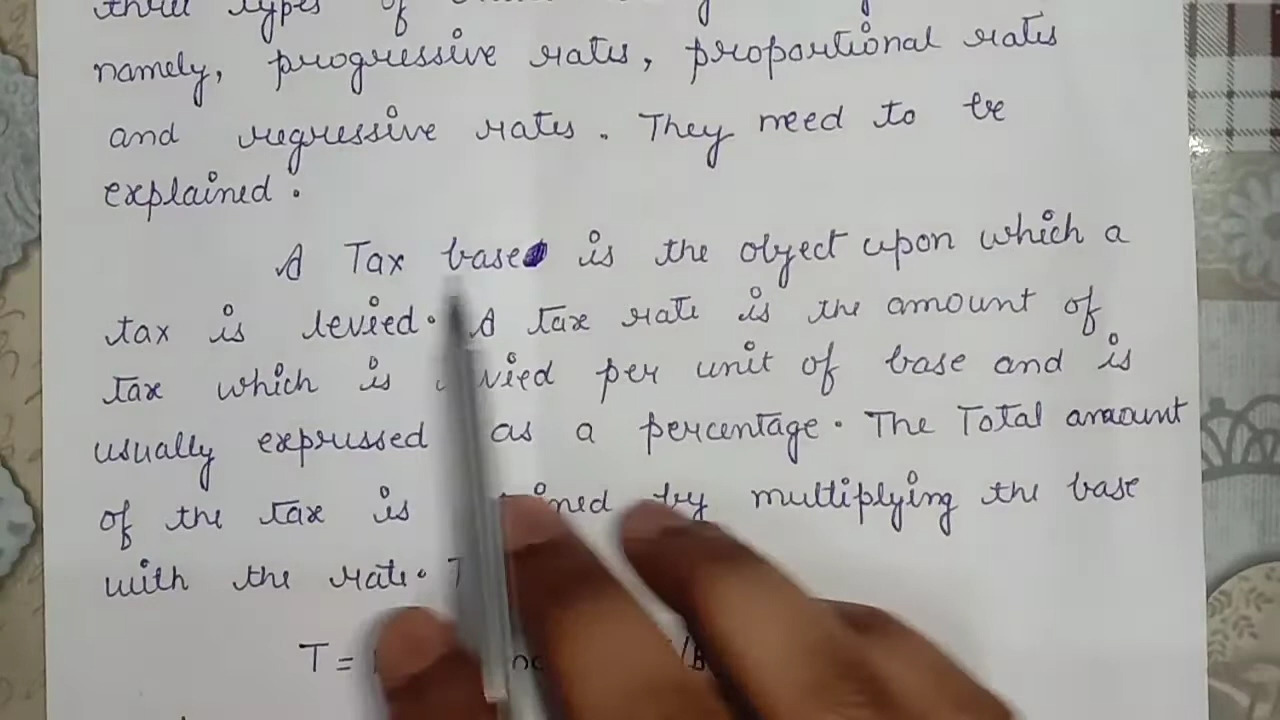 types of
namely, progressive rates, proportional rates
and regressive rates. They need to be
explained.
A Tax base is the object upon which a
tax is levied. A tax rate is the amount of
tax which is per unit of base and is
usually expressed as a percentage. The Total amount
of the tax is by multiplying the base
with the rate.
T =